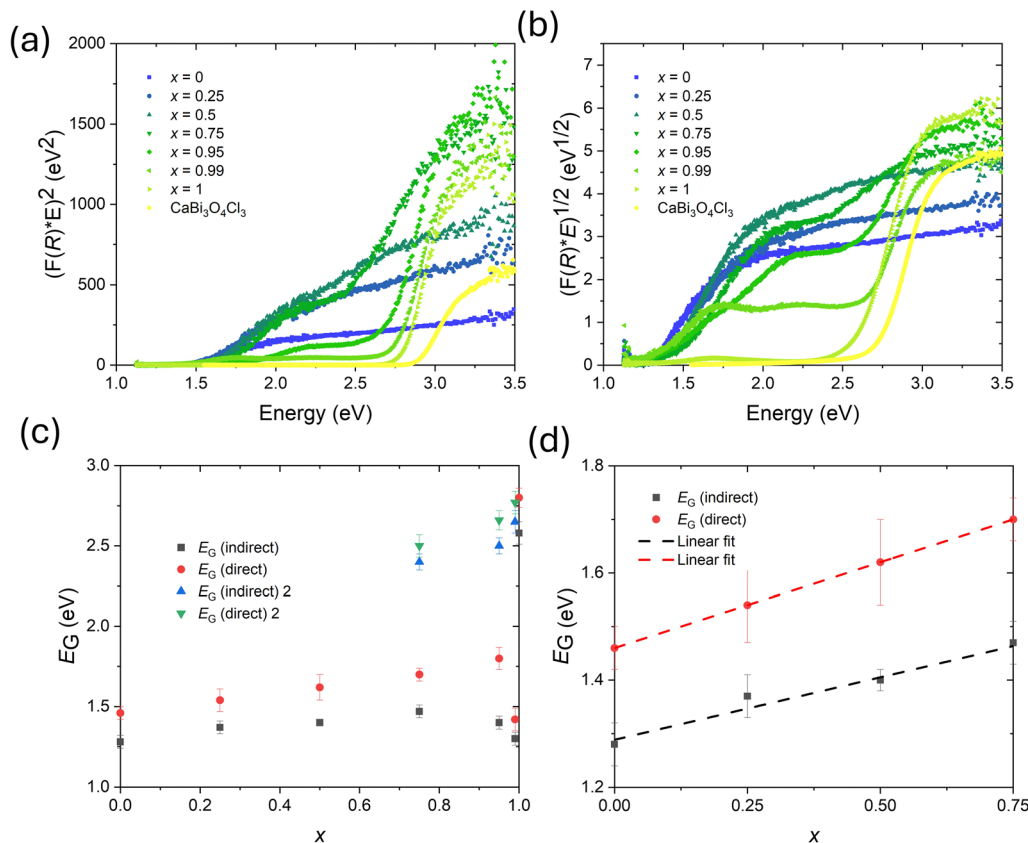 (a)
(F(R)*E)2 (eV2)
2000
1500
1000
500
0
x = 0
x = 0.25
x = 0.5
x = 0.75
x = 0.95
x = 0.99
x = 1
CaBi3O4Cl3
1.0 1.5 2.0 2.5 3.0 3.5
Energy (eV)
(b)
(F(R)*E)1/2 (eV1/2)
7
6
5
4
3
2
1
0
x = 0
x = 0.25
x = 0.5
x = 0.75
x = 0.95
x = 0.99
x = 1
CaBi3O4Cl3
1.0 1.5 2.0 2.5 3.0 3.5
Energy (eV)
(c)
EG (eV)
3.0
2.5
2.0
1.5
1.0
EG (indirect)
EG (direct)
EG (indirect) 2
EG (direct) 2
0.0 0.2 0.4 0.6 0.8 1.0
x
(d)
EG (eV)
1.8
1.6
1.4
1.2
EG (indirect)
EG (direct)
Linear fit
Linear fit
0.00 0.25 0.50 0.75
x